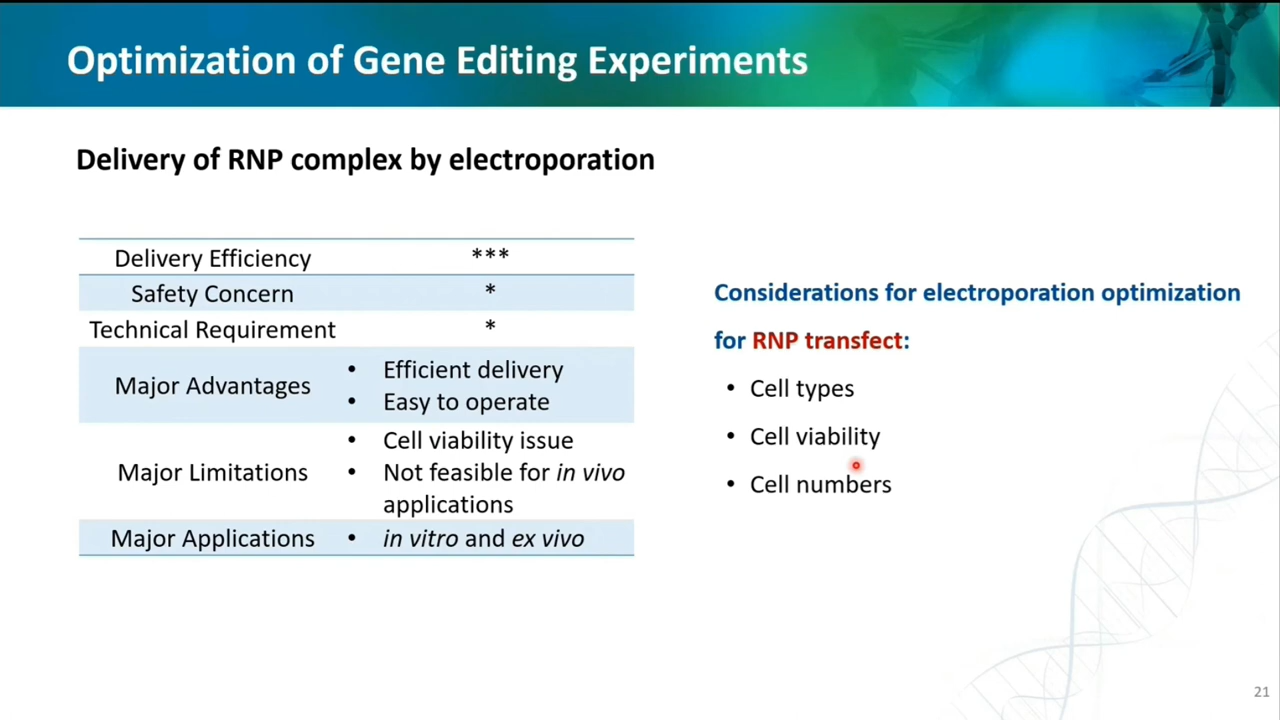 Optimization of Gene Editing Experiments
Delivery of RNP complex by electroporation
Delivery Efficiency ***
Safety Concern *
Technical Requirement *
Major Advantages • Efficient delivery
• Easy to operate
Major Limitations • Cell viability issue
• Not feasible for in vivo
applications
Major Applications • in vitro and ex vivo
Considerations for electroporation optimization
for RNP transfect:
• Cell types
• Cell viability
• Cell numbers
21